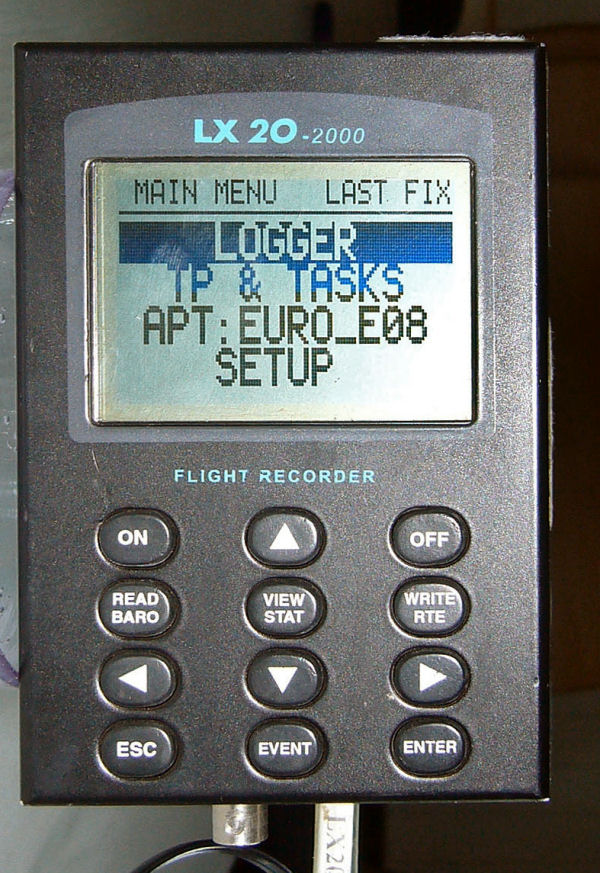 LX 20-2000
MAIN MENU LAST FIX
LOGGER
TP & TASKS
APT:EURO_E08
SETUP
FLIGHT RECORDER
ON
OFF
READ BARO
VIEW STAT
WRITE RTE
ESC
EVENT
ENTER
LX20